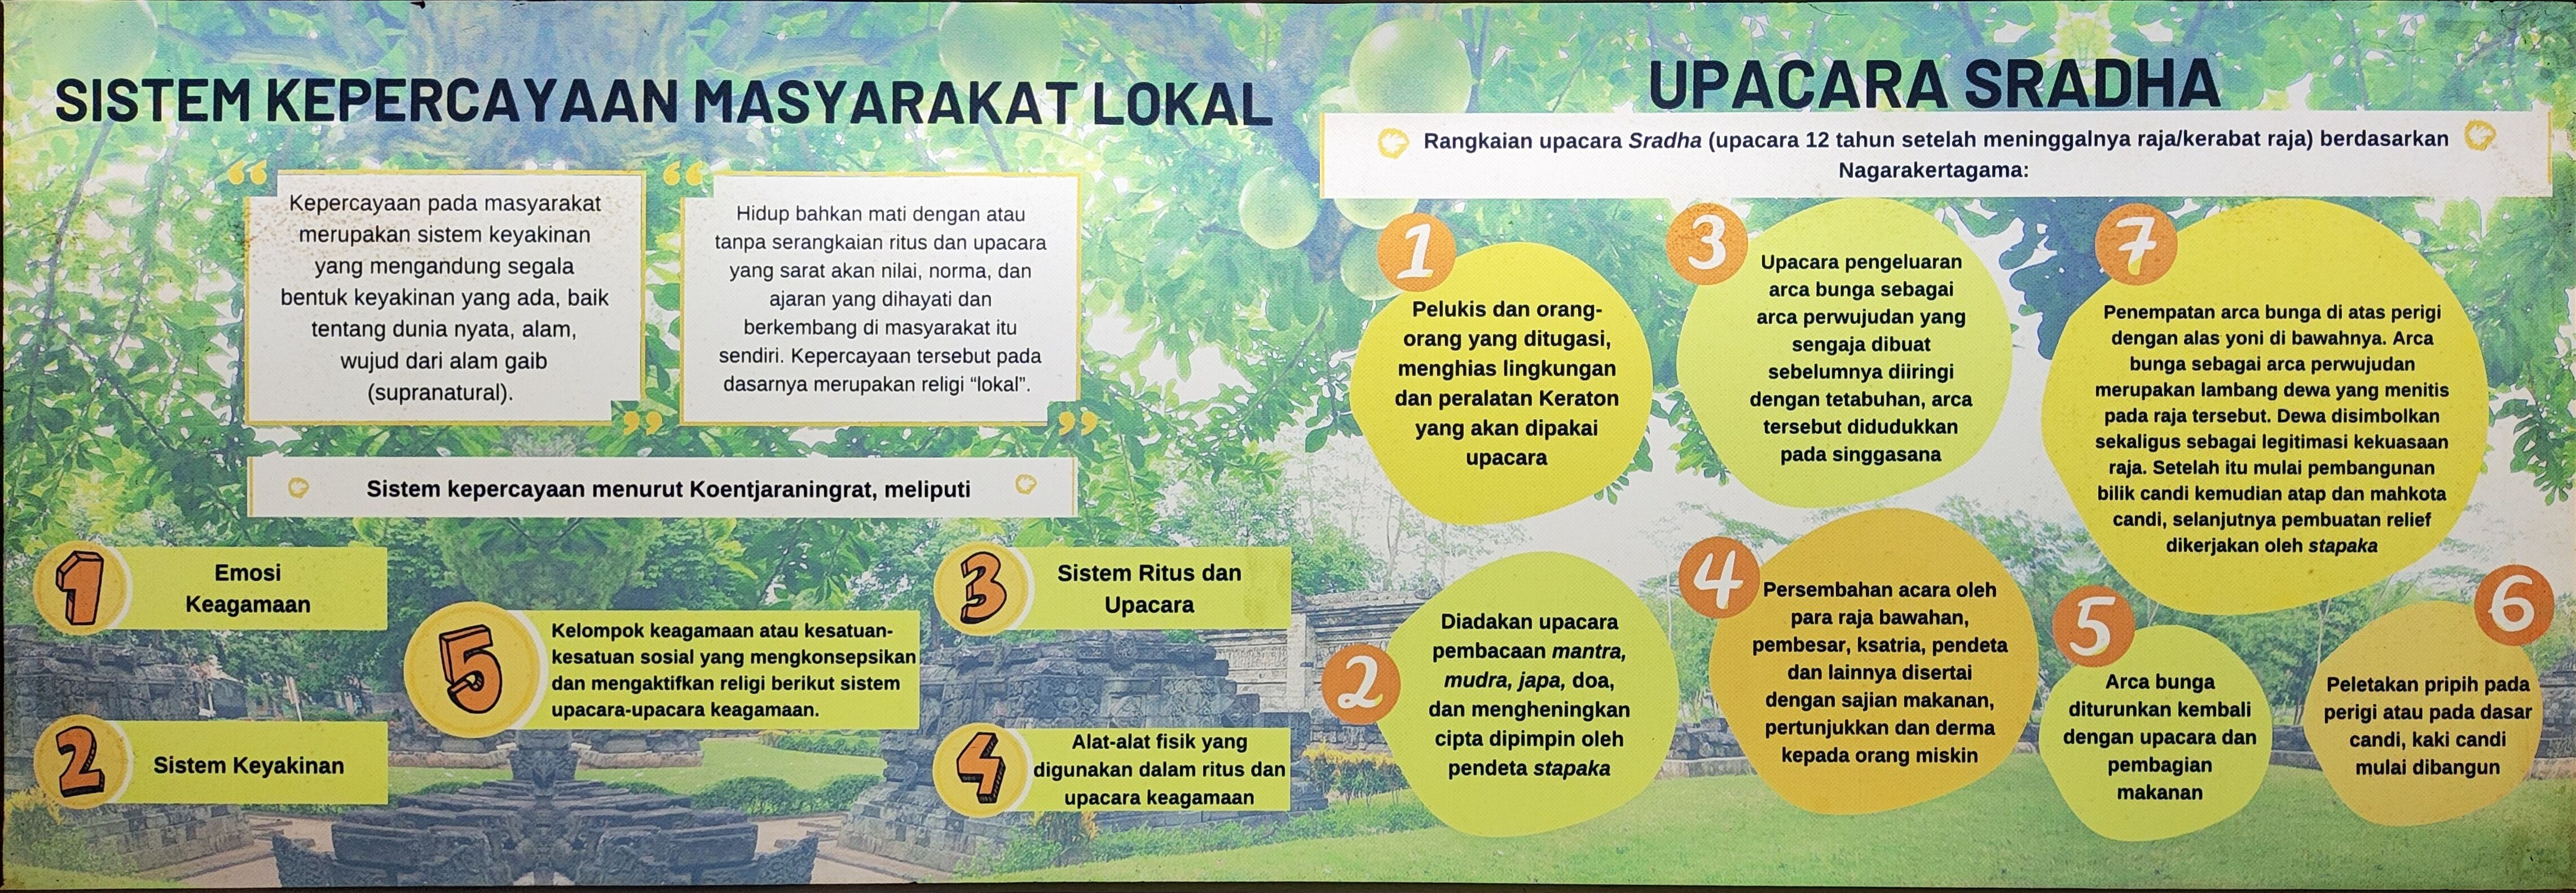 SISTEM KEPERCAYAAN MASYARAKAT LOKAL
Kepercayaan pada masyarakat
merupakan sistem keyakinan
yang mengandung segala
bentuk keyakinan yang ada, baik
tentang dunia nyata, alam,
wujud dari alam gaib
(supranatural).
Hidup bahkan mati dengan atau
tanpa serangkaian ritus dan upacara
yang sarat akan nilai, norma, dan
ajaran yang dihayati dan
berkembang di masyarakat itu
sendiri. Kepercayaan tersebut pada
dasarnya merupakan religi “lokal”.
Sistem kepercayaan menurut Koentjaraningrat, meliputi
1
Emosi
Keagamaan
2
Sistem Keyakinan
3
Sistem Ritus dan
Upacara
4
Alat-alat fisik yang
digunakan dalam ritus dan
upacara keagamaan
5
Kelompok keagamaan atau kesatuan-
kesatuan sosial yang mengkonsepsikan
dan mengaktifkan religi berikut sistem
upacara-upacara keagamaan.
UPACARA SRADHA
Rangkaian upacara Sradha (upacara 12 tahun setelah meninggalnya raja/kerabat raja) berdasarkan
Nagarakertagama:
1
Pelukis dan orang-
orang yang ditugasi,
menghias lingkungan
dan peralatan Keraton
yang akan dipakai
upacara
2
Diadakan upacara
pembacaan mantra,
mudra, japa, doa,
dan mengheningkan
cipta dipimpin oleh
pendeta stapaka
3
Upacara pengeluaran
arca bunga sebagai
arca perwujudan yang
sengaja dibuat
sebelumnya diiringi
dengan tetabuhan, arca
tersebut didudukkan
pada singgasana
4
Persembahan acara oleh
para raja bawahan,
pembesar, ksatria, pendeta
dan lainnya disertai
dengan sajian makanan,
pertunjukkan dan derma
kepada orang miskin
5
Arca bunga
diturunkan kembali
dengan upacara dan
pembagian
makanan
6
Peletakan pripih pada
perigi atau pada dasar
candi, kaki candi
mulai dibangun
7
Penempatan arca bunga di atas perigi
dengan alas yoni di bawahnya. Arca
bunga sebagai arca perwujudan
merupakan lambang dewa yang menitis
pada raja tersebut. Dewa disimbolkan
sekaligus sebagai legitimasi kekuasaan
raja. Setelah itu mulai pembangunan
bilik candi kemudian atap dan mahkota
candi, selanjutnya pembuatan relief
dikerjakan oleh stapaka